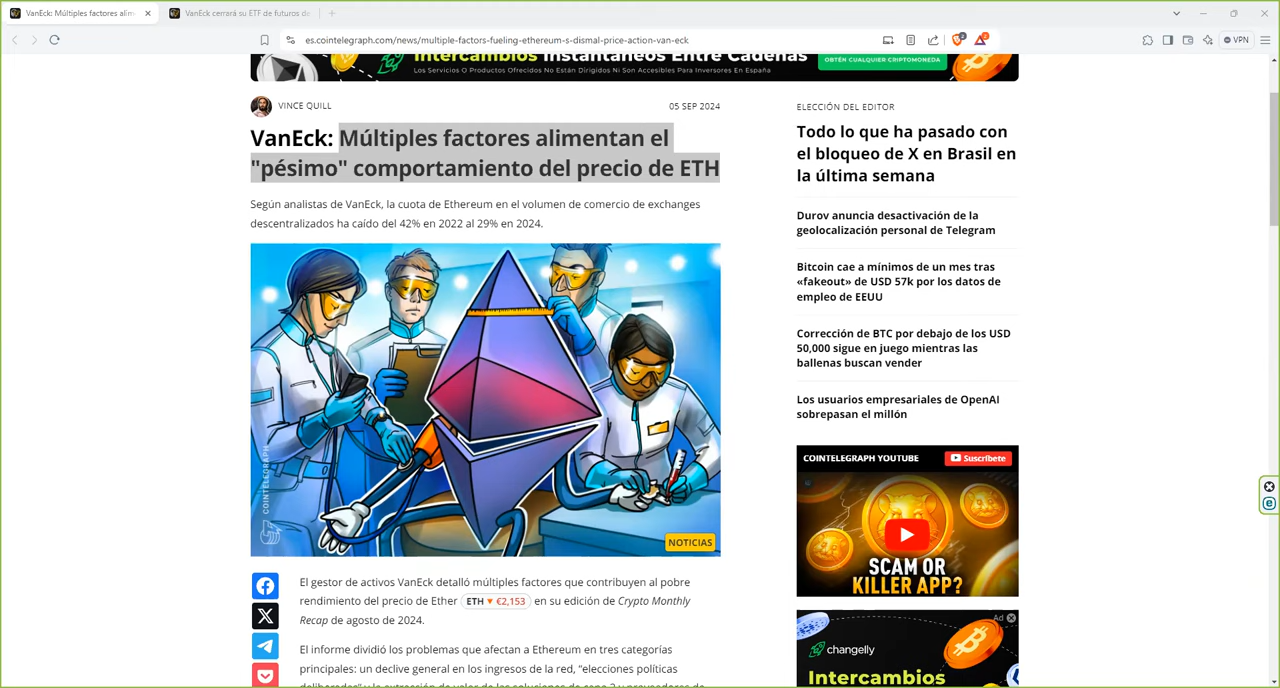 VanEck: Múltiples factores alim
VanEck cerrará su ETF de futuros de
es.cointelegraph.com/news/multiple-factors-fueling-ethereum-s-dismal-price-action-van-eck
VPN
Intercambios Instantáneos Entre Cadenas
Los Servicios O Productos Ofrecidos No Están Dirigidos Ni Son Accesibles Para Inversores En España
OBTÉN CUALQUIER CRIPTOMONEDA
VINCE QUILL
05 SEP 2024
VanEck: Múltiples factores alimentan el
"pésimo" comportamiento del precio de ETH
Según analistas de VanEck, la cuota de Ethereum en el volumen de comercio de exchanges
descentralizados ha caído del 42% en 2022 al 29% en 2024.
COINTELEGRAPH
NOTICIAS
El gestor de activos VanEck detalló múltiples factores que contribuyen al pobre
rendimiento del precio de Ether ETH ▼ €2,153 en su edición de Crypto Monthly
Recap de agosto de 2024.
El informe dividió los problemas que afectan a Ethereum en tres categorías
principales: un declive general en los ingresos de la red, "elecciones políticas
deliberadas" y la extracción de valor de las soluciones de capa 2 y proveedores de
ELECCIÓN DEL EDITOR
Todo lo que ha pasado con
el bloqueo de X en Brasil en
la última semana
Durov anuncia desactivación de la
geolocalización personal de Telegram
Bitcoin cae a mínimos de un mes tras
«fakeout» de USD 57k por los datos de
empleo de EEUU
Corrección de BTC por debajo de los USD
50,000 sigue en juego mientras las
ballenas buscan vender
Los usuarios empresariales de OpenAI
sobrepasan el millón
COINTELEGRAPH YOUTUBE
Suscríbete
SCAM OR
KILLER APP?
Ad
changelly
Intercambios